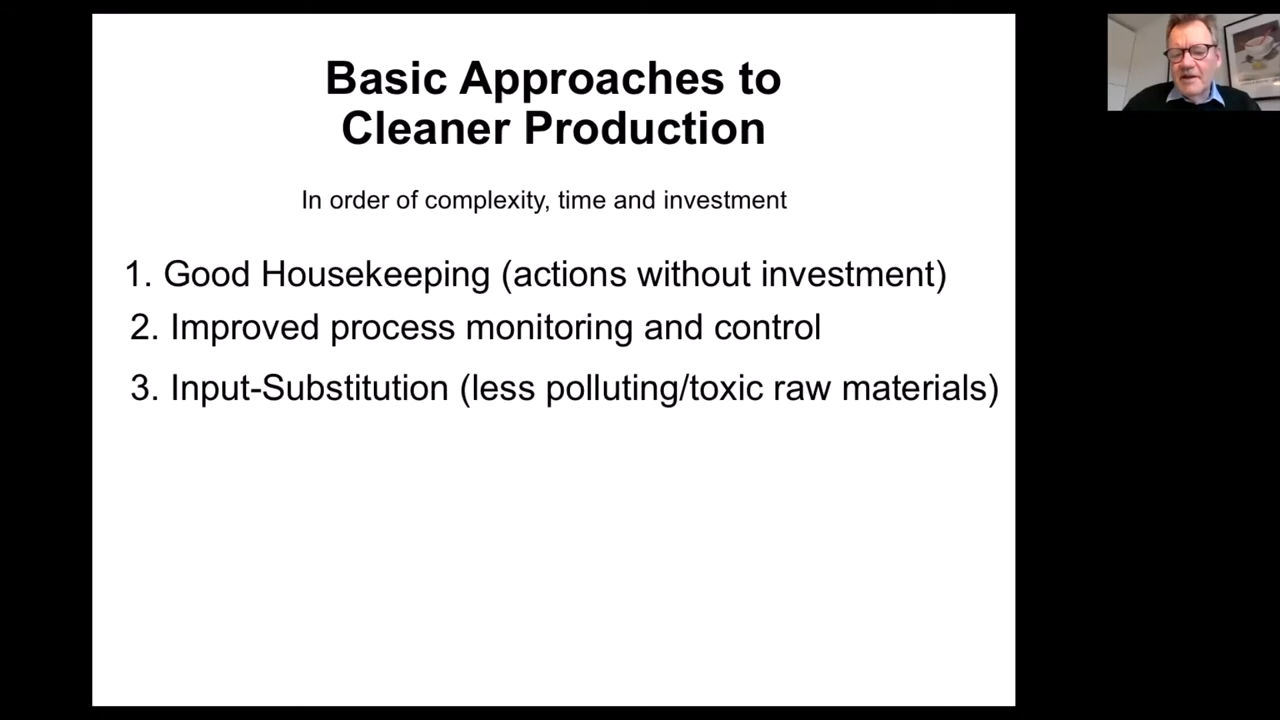 Basic Approaches to
Cleaner Production
In order of complexity, time and investment
1. Good Housekeeping (actions without investment)
2. Improved process monitoring and control
3. Input-Substitution (less polluting/toxic raw materials)